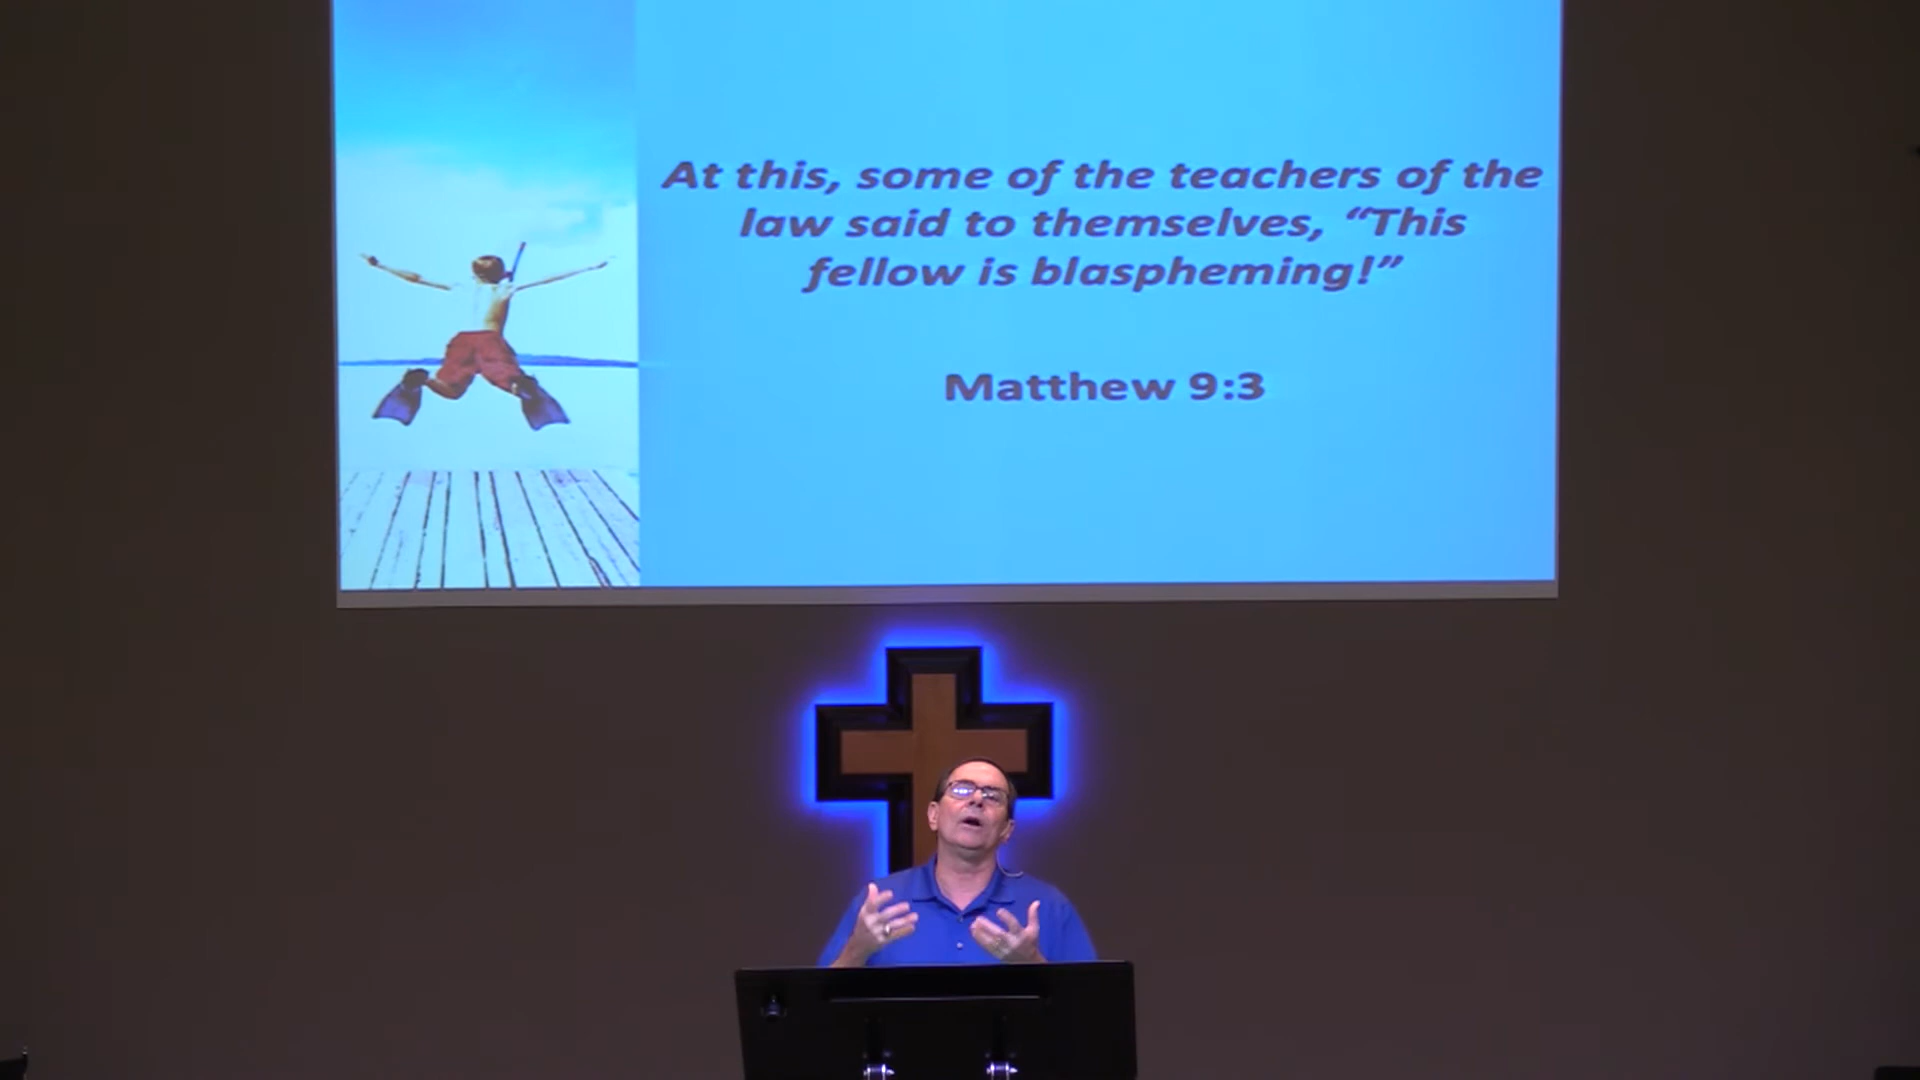 At this, some of the teachers of the
law said to themselves, “This
fellow is blaspheming!”
Matthew 9:3